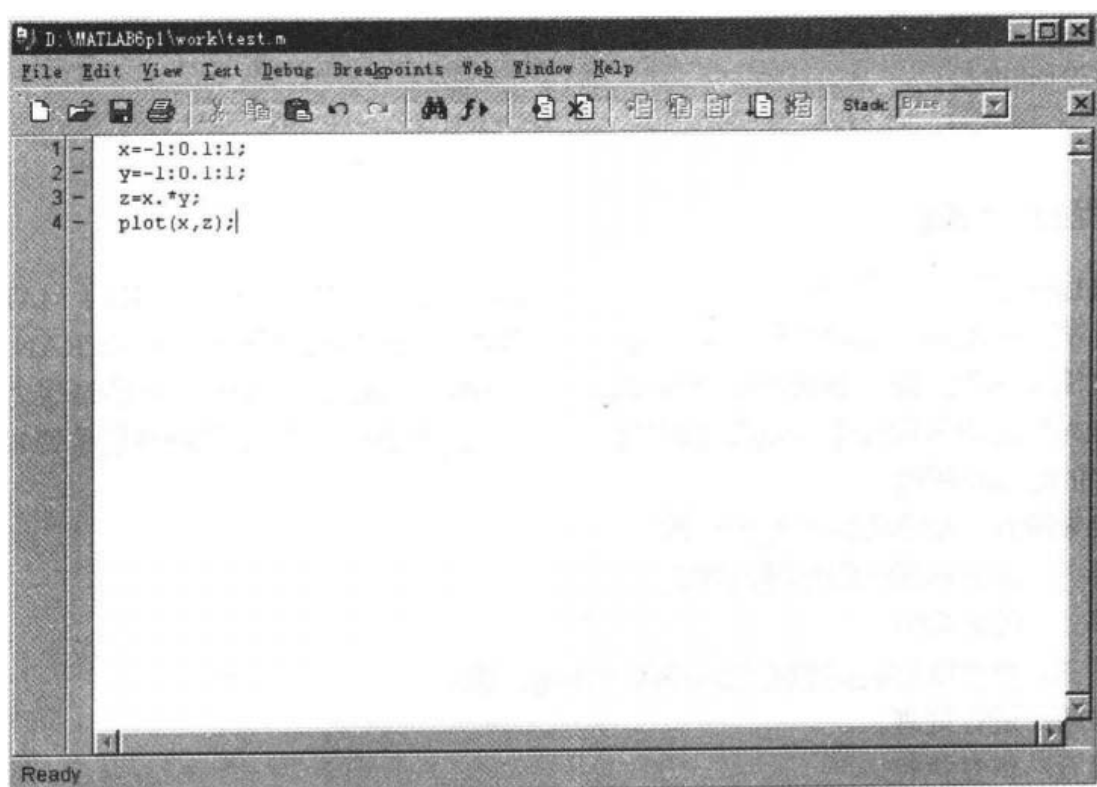 D:\MATLAB6p1\work\test.m
File Edit View Text Debug Breakpoints Web Window Help
Stack:
1 - x=-1:0.1:1;
2 - y=-1:0.1:1;
3 - z=x.*y;
4 - plot(x,z);
Ready